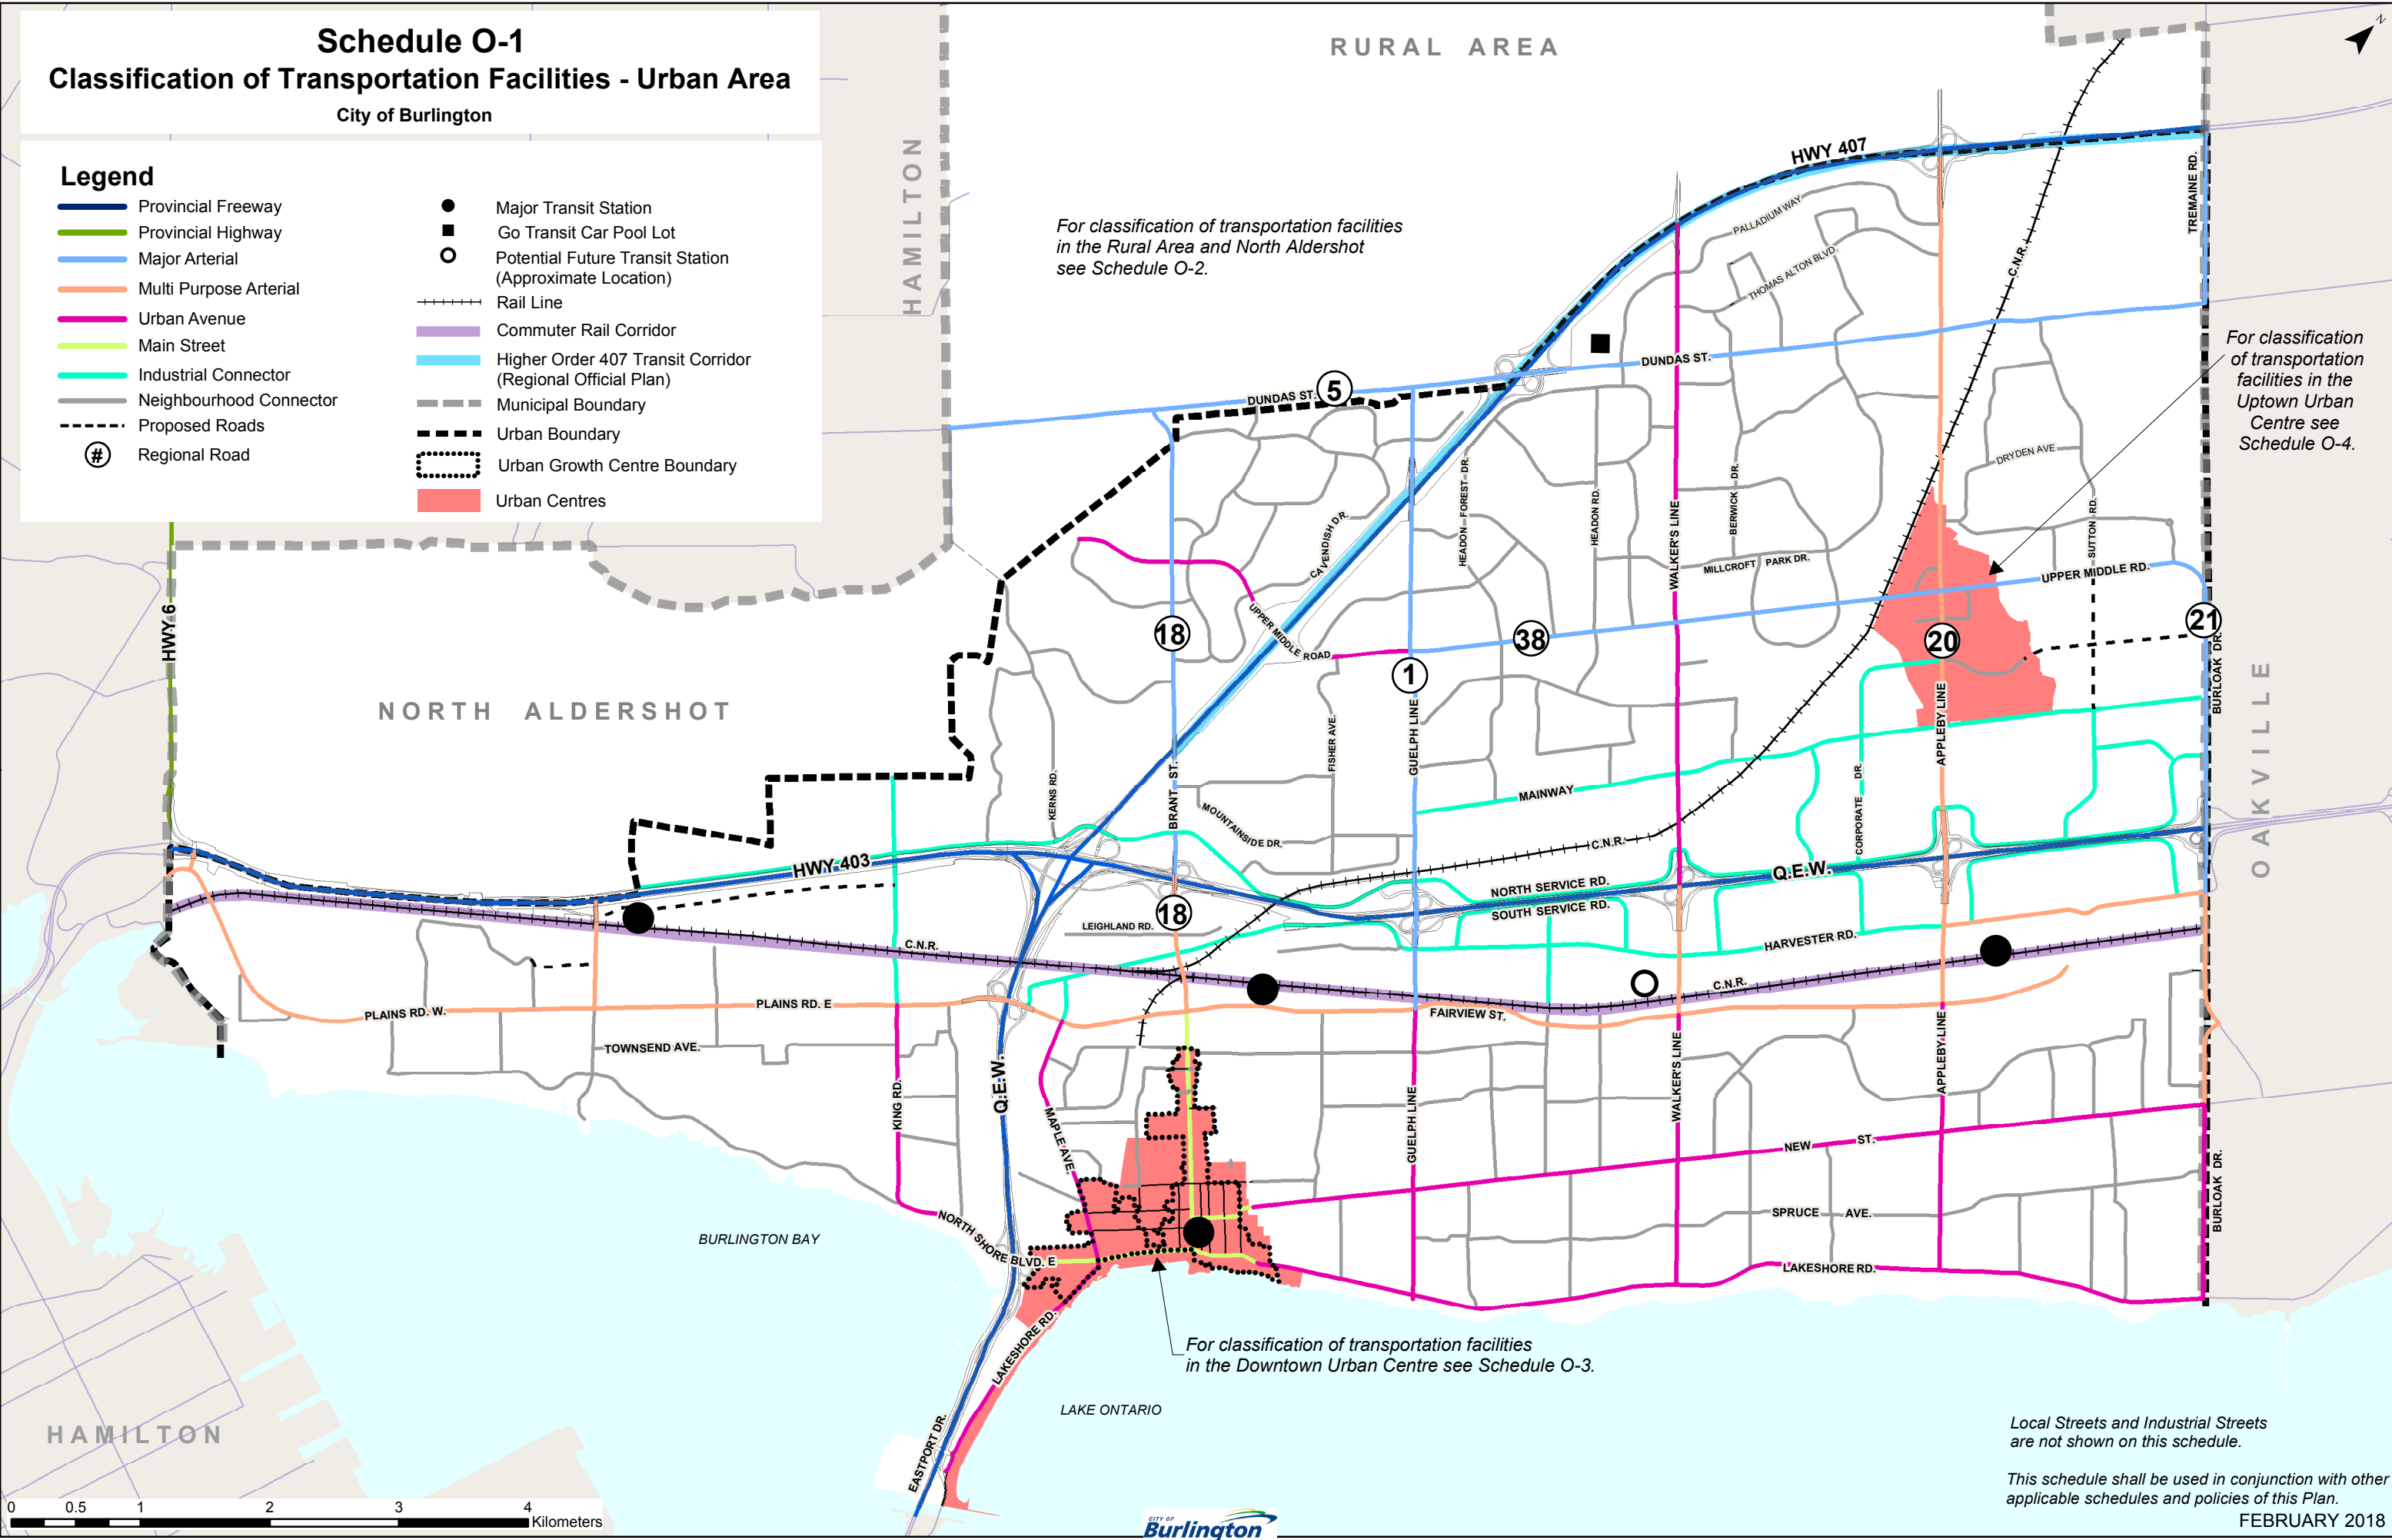 Schedule O-1
Classification of Transportation Facilities - Urban Area
City of Burlington
Legend
Provincial Freeway
Provincial Highway
Major Arterial
Multi Purpose Arterial
Urban Avenue
Main Street
Industrial Connector
Neighbourhood Connector
Proposed Roads
# Regional Road
Major Transit Station
Go Transit Car Pool Lot
Potential Future Transit Station
(Approximate Location)
Rail Line
Commuter Rail Corridor
Higher Order 407 Transit Corridor
(Regional Official Plan)
Municipal Boundary
Urban Boundary
Urban Growth Centre Boundary
Urban Centres
RURAL AREA
N
HAMILTON
For classification of transportation facilities
in the Rural Area and North Aldershot
see Schedule O-2.
HWY 407
TREMAINE RD.
PALLADIUM WAY
THOMAS ALTON BLVD.
C.N.R.
DUNDAS ST.
DUNDAS ST.
5
For classification
of transportation
facilities in the
Uptown Urban
Centre see
Schedule O-4.
DRYDEN AVE
CAVENDISH DR.
HEADON FOREST DR.
HEADON RD.
WALKER'S LINE
BERWICK DR.
MILLCROFT PARK DR.
SUTTON RD.
UPPER MIDDLE RD.
UPPER MIDDLE ROAD
18
38
1
20
21
BURLOAK DR.
OAKVILLE
HWY 6
NORTH ALDERSHOT
KERNS RD.
BRANT ST.
MOUNTAINSIDE DR.
FISHER AVE.
GUELPH LINE
MAINWAY
CORPORATE DR.
APPLEBY LINE
HWY 403
C.N.R.
Q.E.W.
NORTH SERVICE RD.
SOUTH SERVICE RD.
18
LEIGHLAND RD.
HARVESTER RD.
C.N.R.
C.N.R.
PLAINS RD. W.
PLAINS RD. E
FAIRVIEW ST.
TOWNSEND AVE.
KING RD.
Q.E.W.
MAPLE AVE.
GUELPH LINE
WALKER'S LINE
APPLEBY LINE
NEW ST.
SPRUCE AVE.
BURLOAK DR.
LAKESHORE RD.
NORTH SHORE BLVD. E
BURLINGTON BAY
LAKESHORE RD.
EASTPORT DR.
For classification of transportation facilities
in the Downtown Urban Centre see Schedule O-3.
LAKE ONTARIO
HAMILTON
Local Streets and Industrial Streets
are not shown on this schedule.
This schedule shall be used in conjunction with other
applicable schedules and policies of this Plan.
FEBRUARY 2018
0 0.5 1 2 3 4
Kilometers
CITY OF
Burlington